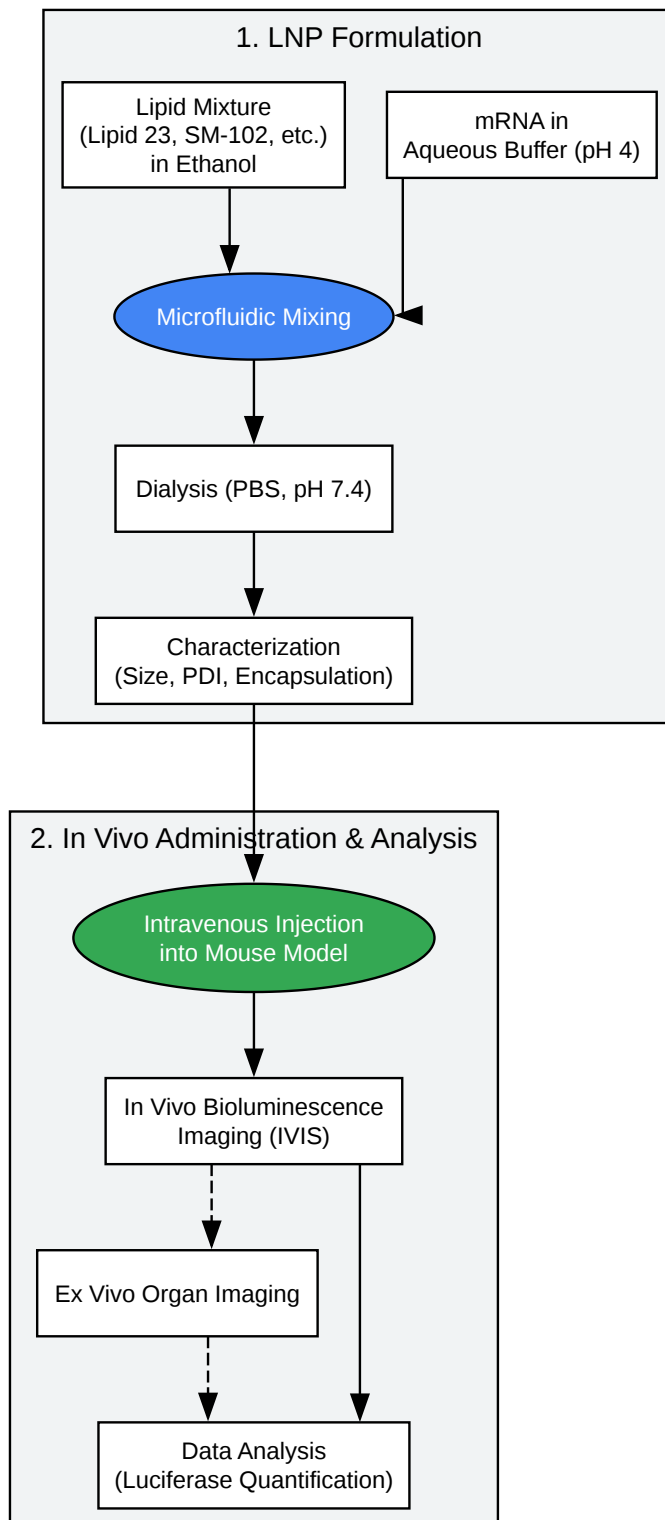 1. LNP Formulation
Lipid Mixture
(Lipid 23, SM-102, etc.)
in Ethanol
mRNA in
Aqueous Buffer (pH 4)
Microfluidic Mixing
Dialysis (PBS, pH 7.4)
Characterization
(Size, PDI, Encapsulation)
2. In Vivo Administration & Analysis
Intravenous Injection
into Mouse Model
In Vivo Bioluminescence
Imaging (IVIS)
Ex Vivo Organ Imaging
Data Analysis
(Luciferase Quantification)